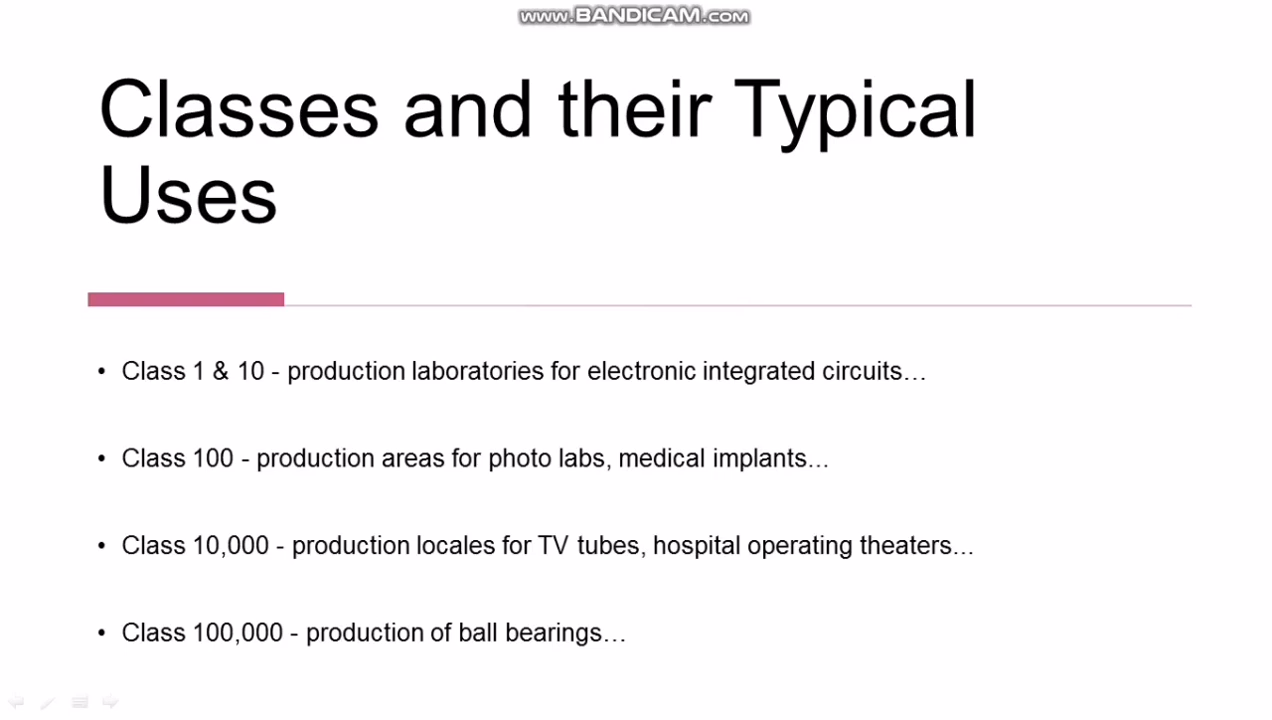 www.BANDICAM.com
Classes and their Typical
Uses
• Class 1 & 10 - production laboratories for electronic integrated circuits…
• Class 100 - production areas for photo labs, medical implants…
• Class 10,000 - production locales for TV tubes, hospital operating theaters…
• Class 100,000 - production of ball bearings…